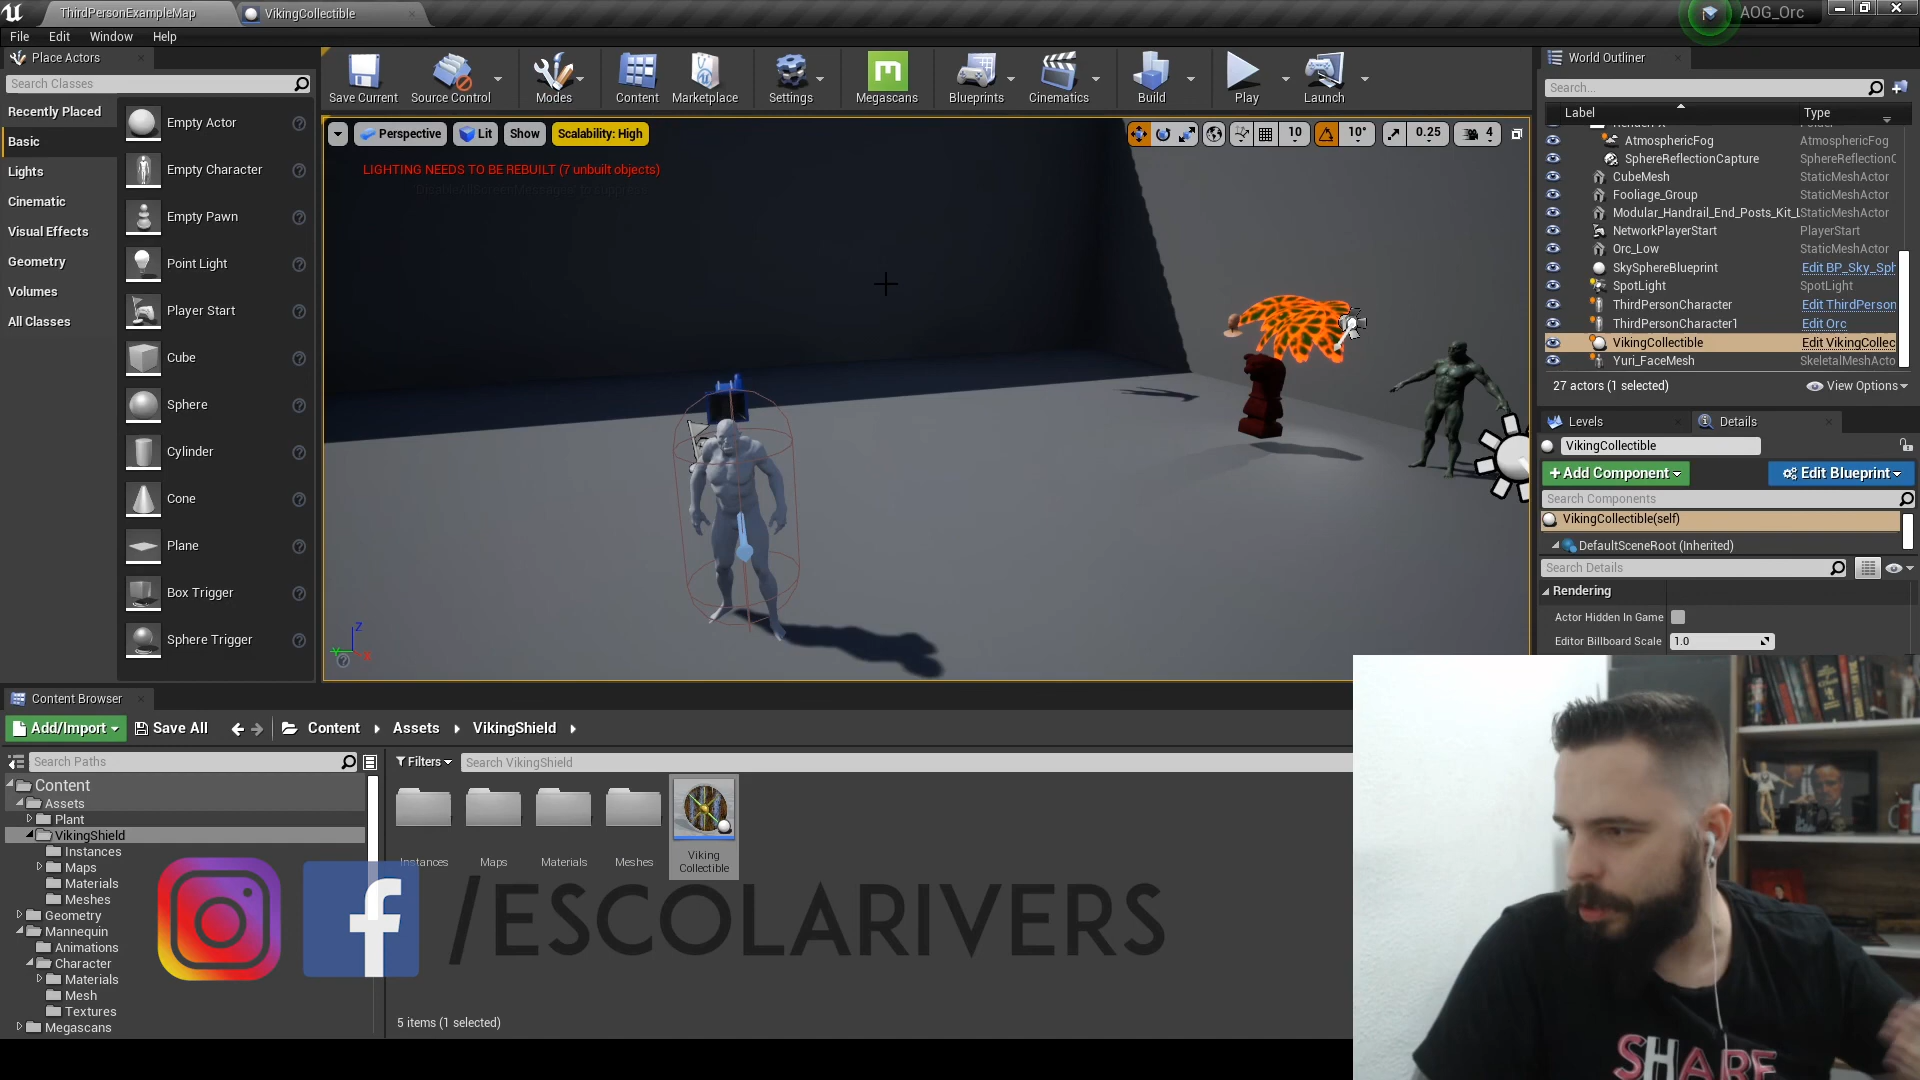 ThirdPersonExampleMap
VikingCollectible
AOG_Orc
File Edit Window Help
Place Actors
Search Classes
Recently Placed
Basic
Lights
Cinematic
Visual Effects
Geometry
Volumes
All Classes
Empty Actor
Empty Character
Empty Pawn
Point Light
Player Start
Cube
Sphere
Cylinder
Cone
Plane
Box Trigger
Sphere Trigger
Save Current
Source Control
Modes
Content
Marketplace
Settings
Megascans
Blueprints
Cinematics
Build
Play
Launch
Perspective Lit Show Scalability: High
10 10° 0.25 4
LIGHTING NEEDS TO BE REBUILT (7 unbuilt objects)
World Outliner
Search...
Label Type
AtmosphericFog AtmosphericFog
SphereReflectionCapture SphereReflectionC
CubeMesh StaticMeshActor
Fooliage_Group StaticMeshActor
Modular_Handrail_End_Posts_Kit_ StaticMeshActor
NetworkPlayerStart PlayerStart
Orc_Low StaticMeshActor
SkySphereBlueprint Edit BP_Sky_Sph
SpotLight SpotLight
ThirdPersonCharacter Edit ThirdPerson
ThirdPersonCharacter1 Edit Orc
VikingCollectible Edit VikingCollec
Yuri_FaceMesh SkeletalMeshActo
27 actors (1 selected) View Options
Levels Details
VikingCollectible
+Add Component Edit Blueprint
Search Components
VikingCollectible(self)
DefaultSceneRoot (Inherited)
Search Details
Rendering
Actor Hidden In Game
Editor Billboard Scale 1.0
Z
Content Browser
Add/Import Save All Content Assets VikingShield
Search Paths
Filters Search VikingShield
Content
Assets
Plant
VikingShield
Instances
Maps
Materials
Meshes
Geometry
Mannequin
Animations
Character
Materials
Mesh
Textures
Megascans
Instances Maps Materials Meshes Viking
Collectible
/ESCOLARIVERS
5 items (1 selected)
SHARE